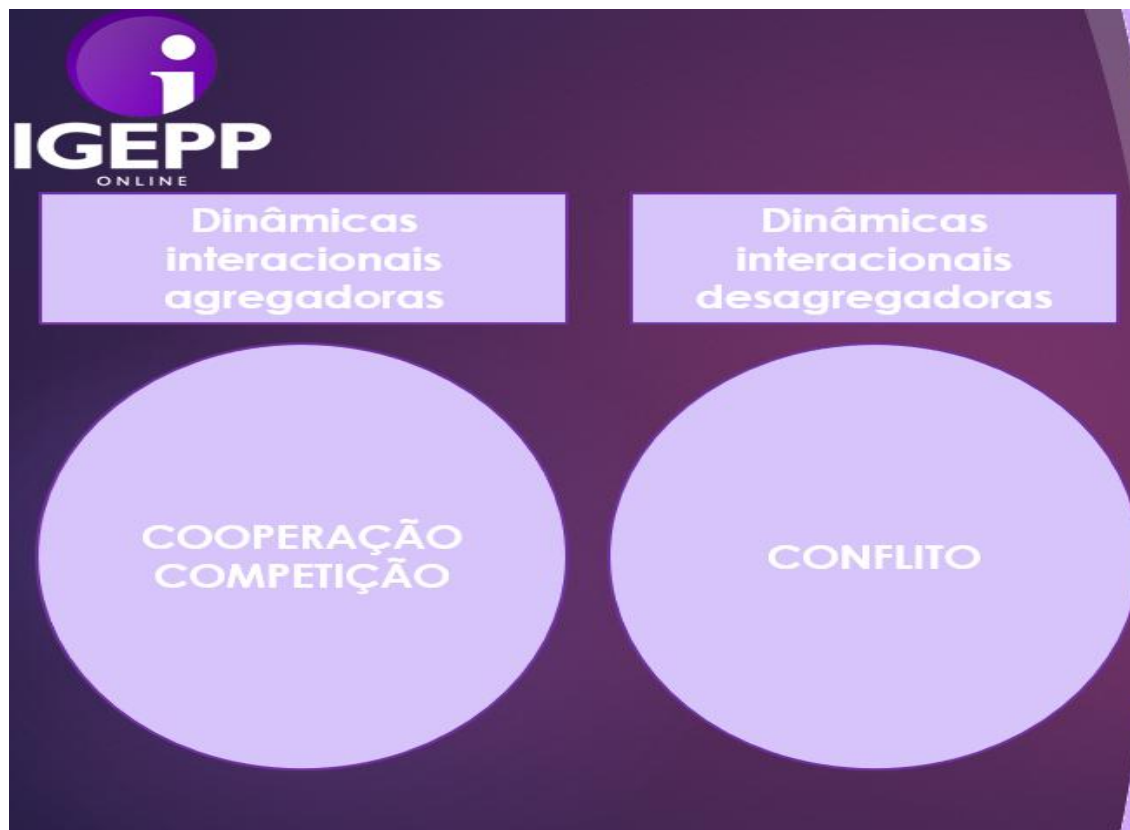 IGEPP
ONLINE
Dinâmicas
interacionais
agregadoras
Dinâmicas
interacionais
desagregadoras
COOPERAÇÃO
COMPETIÇÃO
CONFLITO